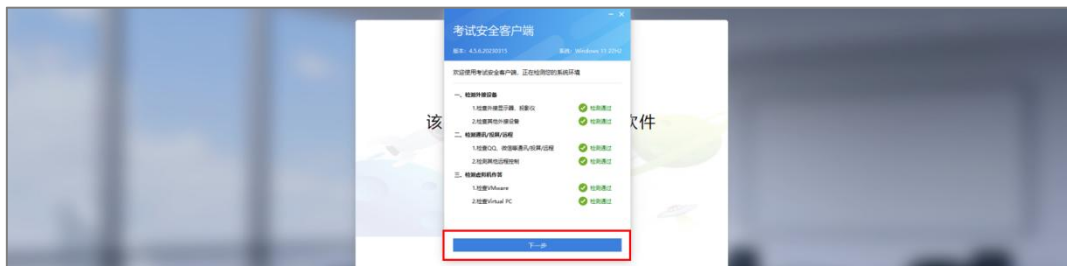 考试安全客户端
版本: 4.5.6.20230315 系统: Windows 11 22H2
欢迎使用考试安全客户端，正在检测您的系统环境
一、检测外接设备
1.检查外接显示器、投影仪 检测通过
2.检查其他外接设备 检测通过
该 软件
二、检测通讯/投屏/远程
1.检查QQ、微信等通讯/投屏/远程 检测通过
2.检测其他远程控制 检测通过
三、检测虚拟机作答
1.检查VMware 检测通过
2.检查Virtual PC 检测通过
下一步